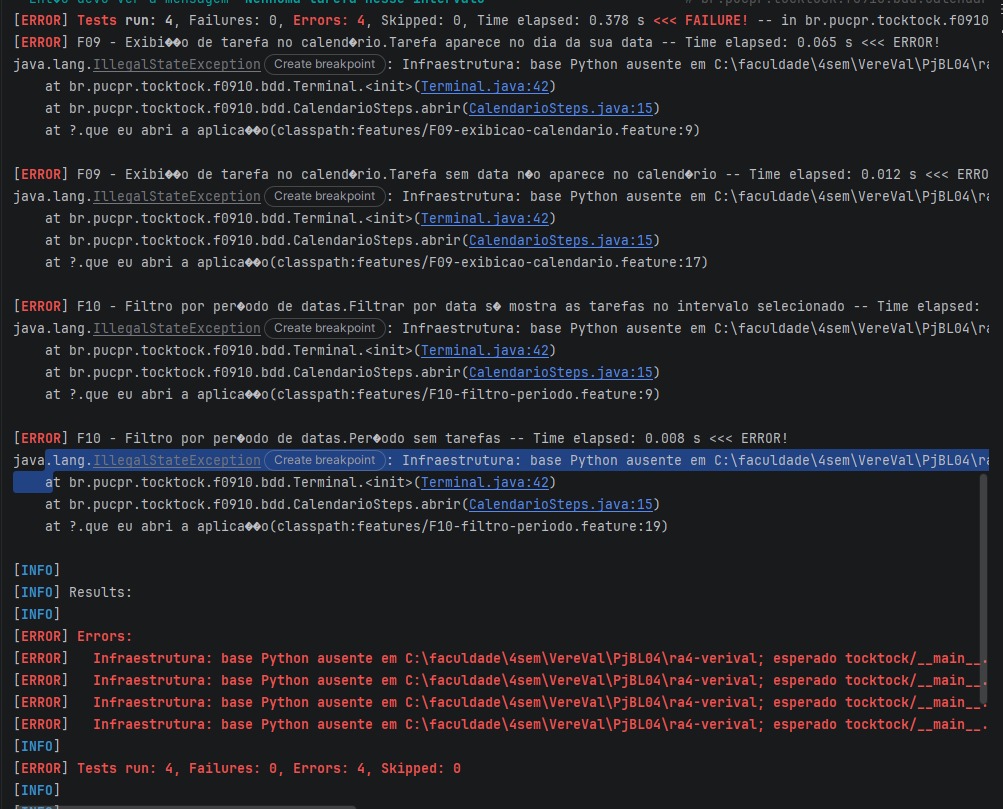 Então devo ver a mensagem "Nenhuma tarefa nesse intervalo" # br.pucpr.tocktock.f0910.bdd.Calendar
[ERROR] Tests run: 4, Failures: 0, Errors: 4, Skipped: 0, Time elapsed: 0.378 s <<< FAILURE! -- in br.pucpr.tocktock.f0910
[ERROR] F09 - Exibi��o de tarefa no calend�rio.Tarefa aparece no dia da sua data -- Time elapsed: 0.065 s <<< ERROR!
java.lang.IllegalStateException Create breakpoint : Infraestrutura: base Python ausente em C:\faculdade\4sem\VereVal\PjBL04\ra
    at br.pucpr.tocktock.f0910.bdd.Terminal.<init>(Terminal.java:42)
    at br.pucpr.tocktock.f0910.bdd.CalendarioSteps.abrir(CalendarioSteps.java:15)
    at ?.que eu abri a aplica��o(classpath:features/F09-exibicao-calendario.feature:9)
[ERROR] F09 - Exibi��o de tarefa no calend�rio.Tarefa sem data n�o aparece no calend�rio -- Time elapsed: 0.012 s <<< ERRO
java.lang.IllegalStateException Create breakpoint : Infraestrutura: base Python ausente em C:\faculdade\4sem\VereVal\PjBL04\ra
    at br.pucpr.tocktock.f0910.bdd.Terminal.<init>(Terminal.java:42)
    at br.pucpr.tocktock.f0910.bdd.CalendarioSteps.abrir(CalendarioSteps.java:15)
    at ?.que eu abri a aplica��o(classpath:features/F09-exibicao-calendario.feature:17)
[ERROR] F10 - Filtro por per�odo de datas.Filtrar por data s� mostra as tarefas no intervalo selecionado -- Time elapsed:
java.lang.IllegalStateException Create breakpoint : Infraestrutura: base Python ausente em C:\faculdade\4sem\VereVal\PjBL04\ra
    at br.pucpr.tocktock.f0910.bdd.Terminal.<init>(Terminal.java:42)
    at br.pucpr.tocktock.f0910.bdd.CalendarioSteps.abrir(CalendarioSteps.java:15)
    at ?.que eu abri a aplica��o(classpath:features/F10-filtro-periodo.feature:9)
[ERROR] F10 - Filtro por per�odo de datas.Per�odo sem tarefas -- Time elapsed: 0.008 s <<< ERROR!
java.lang.IllegalStateException Create breakpoint : Infraestrutura: base Python ausente em C:\faculdade\4sem\VereVal\PjBL04\ra
    at br.pucpr.tocktock.f0910.bdd.Terminal.<init>(Terminal.java:42)
    at br.pucpr.tocktock.f0910.bdd.CalendarioSteps.abrir(CalendarioSteps.java:15)
    at ?.que eu abri a aplica��o(classpath:features/F10-filtro-periodo.feature:19)
[INFO]
[INFO] Results:
[INFO]
[ERROR] Errors:
[ERROR]   Infraestrutura: base Python ausente em C:\faculdade\4sem\VereVal\PjBL04\ra4-verival; esperado tocktock/__main__.
[ERROR]   Infraestrutura: base Python ausente em C:\faculdade\4sem\VereVal\PjBL04\ra4-verival; esperado tocktock/__main__.
[ERROR]   Infraestrutura: base Python ausente em C:\faculdade\4sem\VereVal\PjBL04\ra4-verival; esperado tocktock/__main__.
[ERROR]   Infraestrutura: base Python ausente em C:\faculdade\4sem\VereVal\PjBL04\ra4-verival; esperado tocktock/__main__.
[INFO]
[ERROR] Tests run: 4, Failures: 0, Errors: 4, Skipped: 0
[INFO]